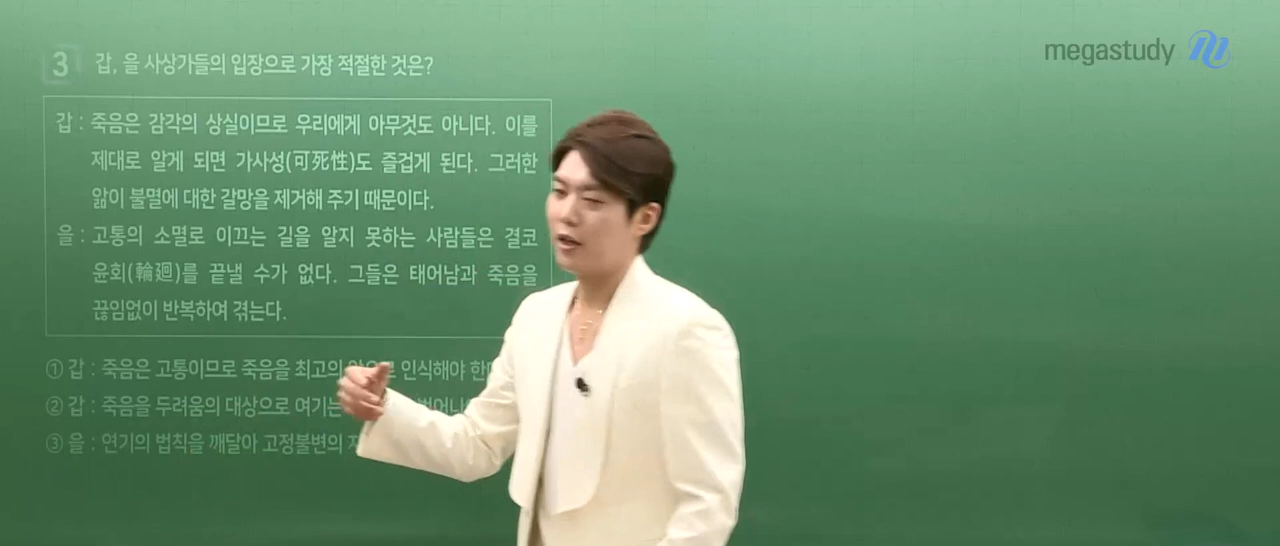 megastudy
3 갑, 을 사상가들의 입장으로 가장 적절한 것은?
갑 : 죽음은 감각의 상실이므로 우리에게 아무것도 아니다. 이를
제대로 알게 되면 가사성(可死性)도 즐겁게 된다. 그러한
앎이 불멸에 대한 갈망을 제거해 주기 때문이다.
을 : 고통의 소멸로 이끄는 길을 알지 못하는 사람들은 결코
윤회(輪廻)를 끝낼 수가 없다. 그들은 태어남과 죽음을
끊임없이 반복하여 겪는다.
① 갑 : 죽음은 고통이므로 죽음을 최고의 인식해야
② 갑 : 죽음을 두려움의 대상으로 여기는
③ 을 : 연기의 법칙을 깨달아 고정불변의